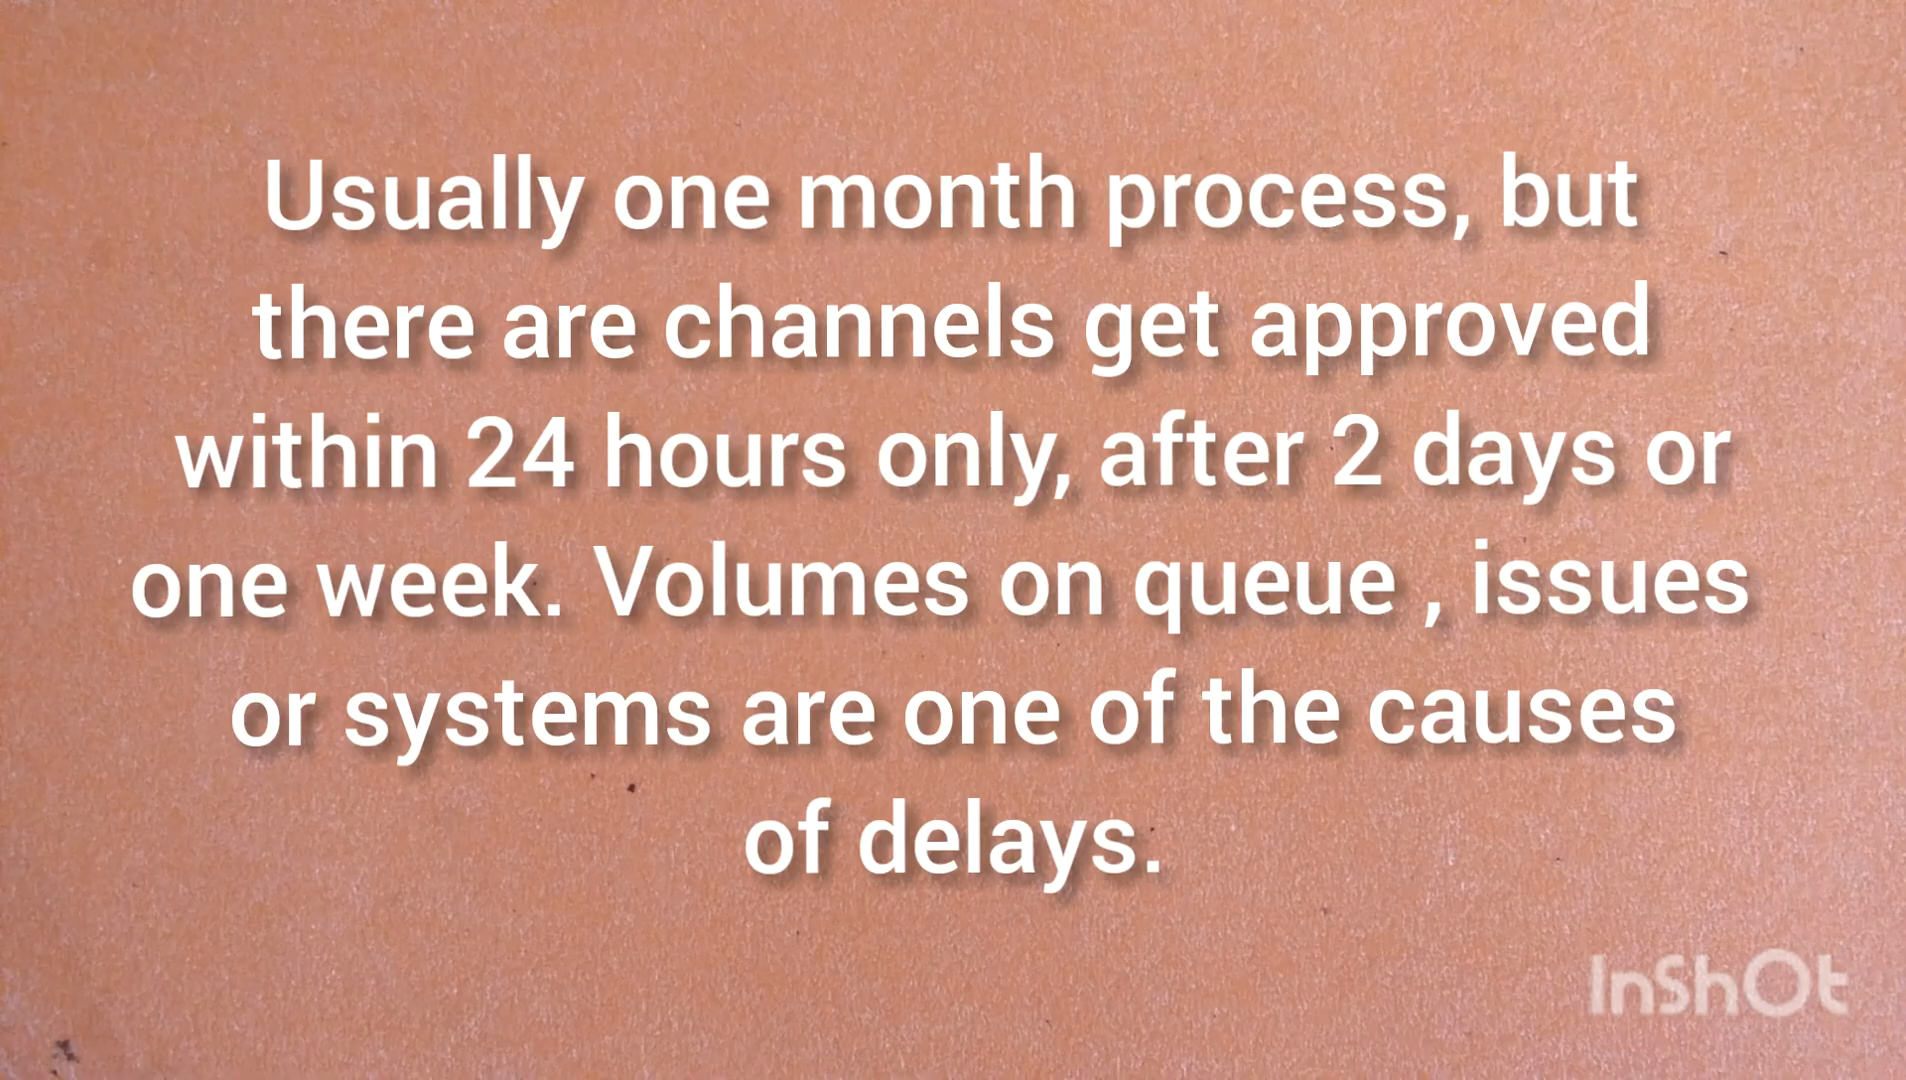 Usually one month process, but
there are channels get approved
within 24 hours only, after 2 days or
one week. Volumes on queue , issues
or systems are one of the causes
of delays.
InShOt